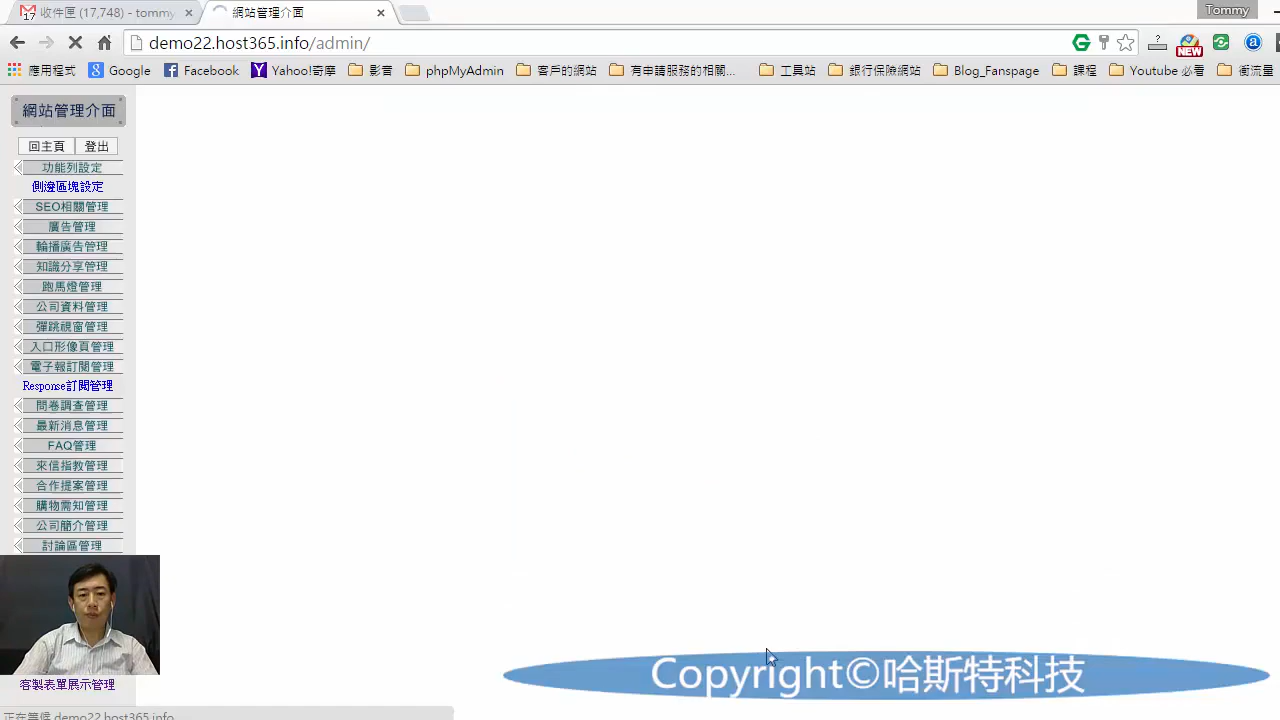 收件匣 (17,748) - tommy
網站管理介面
Tommy
17
demo22.host365.info/admin/
NEW
應用程式
Google
Facebook
Yahoo!奇摩
影音
phpMyAdmin
客戶的網站
有申請服務的相關...
工具站
銀行保險網站
Blog_Fanspage
課程
Youtube 必看
衝流量
網站管理介面
回主頁
登出
功能列設定
側邊區塊設定
SEO相關管理
廣告管理
輪播廣告管理
知識分享管理
跑馬燈管理
公司資料管理
彈跳視窗管理
入口形像頁管理
電子報訂閱管理
Response訂閱管理
問卷調查管理
最新消息管理
FAQ管理
來信指教管理
合作提案管理
購物需知管理
公司簡介管理
討論區管理
客製表單展示管理
Copyright©哈斯特科技
正在等候 demo22.host365.info